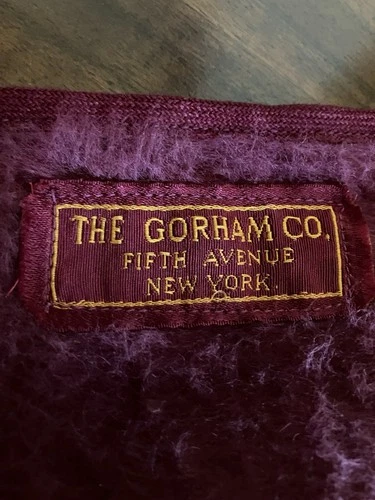 THE GORHAM CO.
FIFTH AVENUE
NEW YORK.